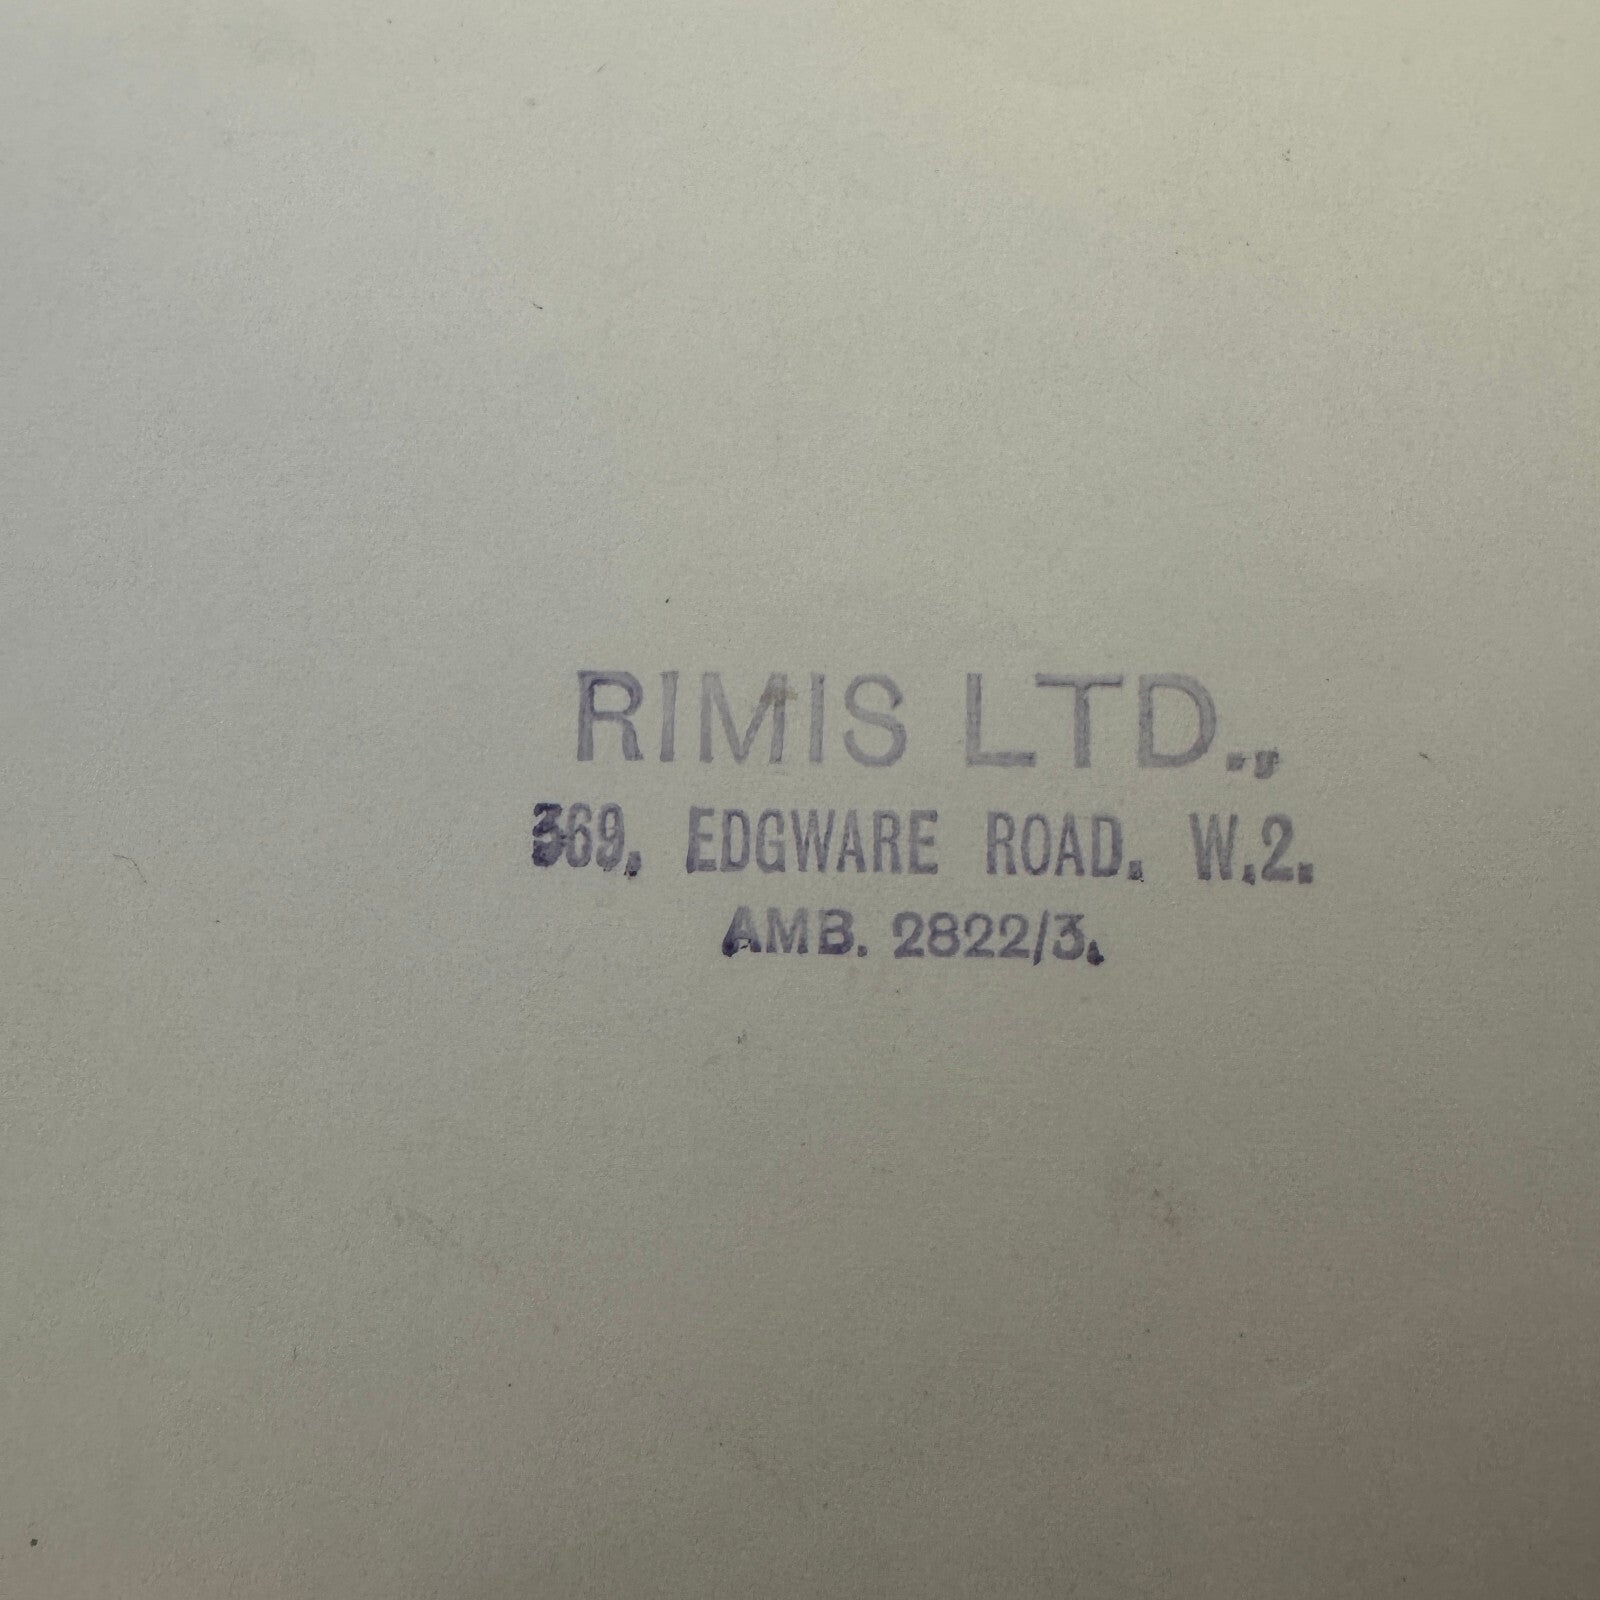 RIMIS LTD.,
369, EDGWARE ROAD. W.2.
AMB. 2822/3.